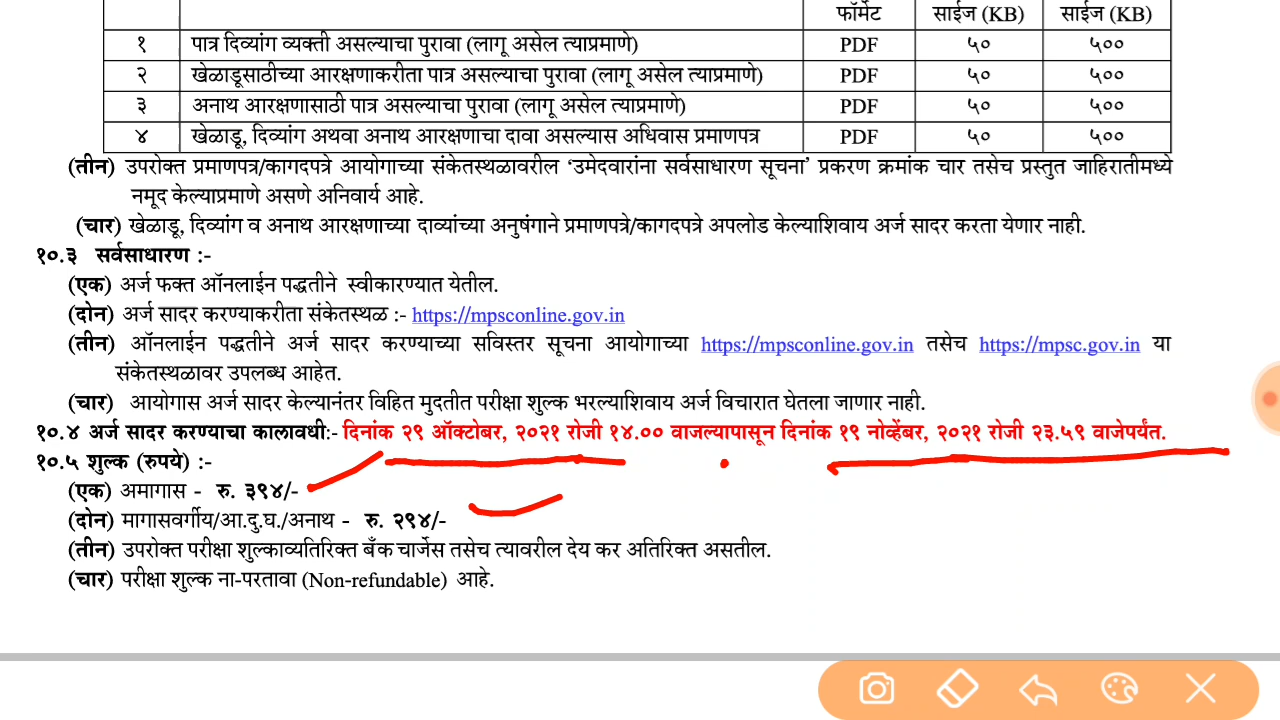 फॉर्मेट साईज (KB) साईज (KB)
१ पात्र दिव्यांग व्यक्ती असल्याचा पुरावा (लागू असेल त्याप्रमाणे) PDF ५० ५००
२ खेळाडूसाठीच्या आरक्षणाकरीता पात्र असल्याचा पुरावा (लागू असेल त्याप्रमाणे) PDF ५० ५००
३ अनाथ आरक्षणासाठी पात्र असल्याचा पुरावा (लागू असेल त्याप्रमाणे) PDF ५० ५००
४ खेळाडू, दिव्यांग अथवा अनाथ आरक्षणाचा दावा असल्यास अधिवास प्रमाणपत्र PDF ५० ५००
(तीन) उपरोक्त प्रमाणपत्र/कागदपत्रे आयोगाच्या संकेतस्थळावरील ‘उमेदवारांना सर्वसाधारण सूचना’ प्रकरण क्रमांक चार तसेच प्रस्तुत जाहिरातीमध्ये
नमूद केल्याप्रमाणे असणे अनिवार्य आहे.
(चार) खेळाडू, दिव्यांग व अनाथ आरक्षणाच्या दाव्यांच्या अनुषंगाने प्रमाणपत्रे/कागदपत्रे अपलोड केल्याशिवाय अर्ज सादर करता येणार नाही.
१०.३ सर्वसाधारण :-
(एक) अर्ज फक्त ऑनलाईन पद्धतीने स्वीकारण्यात येतील.
(दोन) अर्ज सादर करण्याकरीता संकेतस्थळ :- https://mpsconline.gov.in
(तीन) ऑनलाईन पद्धतीने अर्ज सादर करण्याच्या सविस्तर सूचना आयोगाच्या https://mpsconline.gov.in तसेच https://mpsc.gov.in या
संकेतस्थळावर उपलब्ध आहेत.
(चार) आयोगास अर्ज सादर केल्यानंतर विहित मुदतीत परीक्षा शुल्क भरल्याशिवाय अर्ज विचारात घेतला जाणार नाही.
१०.४ अर्ज सादर करण्याचा कालावधी:- दिनांक २९ ऑक्टोबर, २०२१ रोजी १४.०० वाजल्यापासून दिनांक १९ नोव्हेंबर, २०२१ रोजी २३.५९ वाजेपर्यंत.
१०.५ शुल्क (रुपये) :-
(एक) अमागास - रु. ३९४/-
(दोन) मागासवर्गीय/आ.दु.घ./अनाथ - रु. २९४/-
(तीन) उपरोक्त परीक्षा शुल्काव्यतिरिक्त बँक चार्जेस तसेच त्यावरील देय कर अतिरिक्त असतील.
(चार) परीक्षा शुल्क ना-परतावा (Non-refundable) आहे.